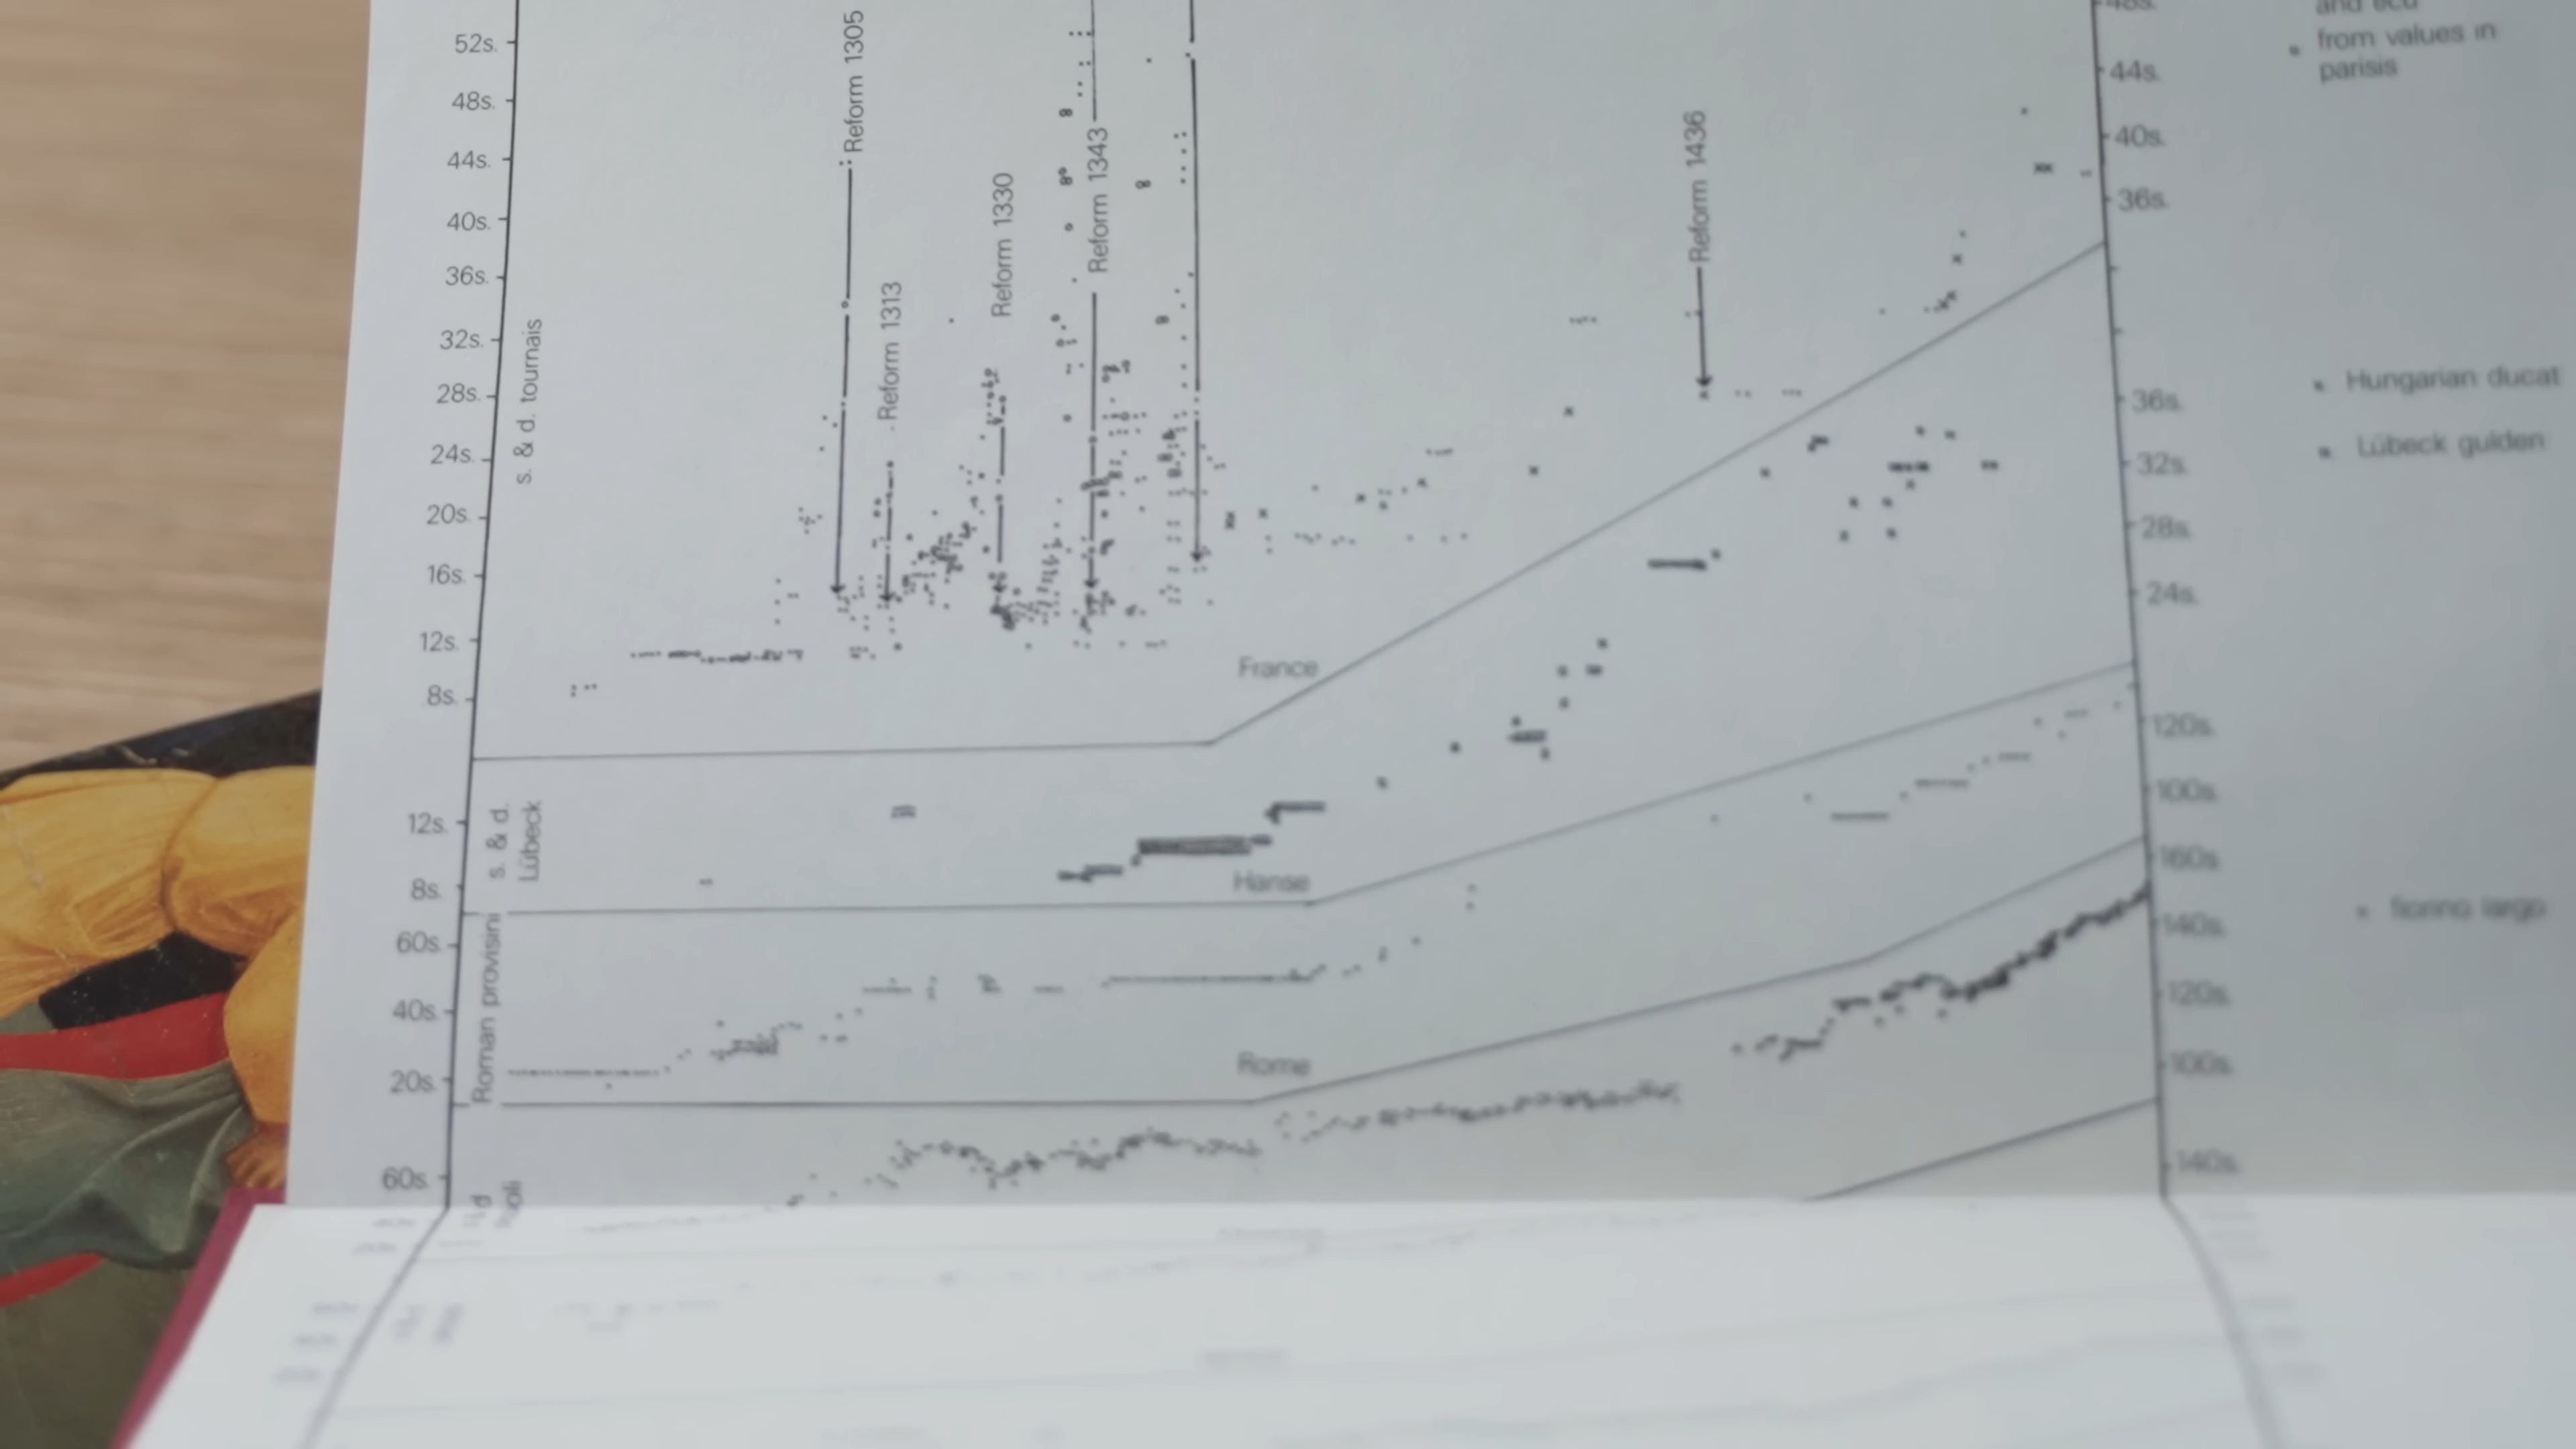 52s.
48s.
44s.
40s.
36s.
32s.
28s.
24s.
20s.
16s.
12s.
8s.
s. & d. tournais
Reform 1305
Reform 1313
Reform 1330
Reform 1343
Reform 1436
France
48s.
44s.
40s.
36s.
and écu
from values in
parisis
12s.
8s.
s. & d.
Lübeck
Hanse
36s.
32s.
28s.
24s.
Hungarian ducat
Lübeck gulden
60s.
40s.
20s.
Roman provisini
Rome
120s.
100s.
160s.
140s.
120s.
100s.
fiorino largo
60s.
140s.